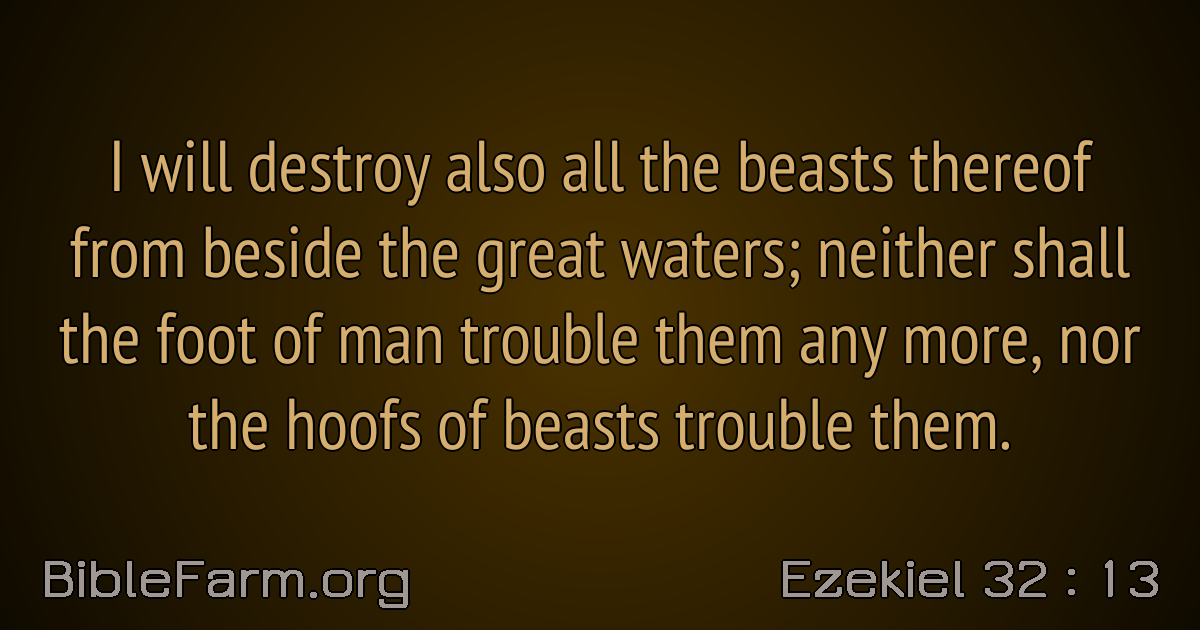 I will destroy also all the beasts thereof
from beside the great waters; neither shall
the foot of man trouble them any more, nor
the hoofs of beasts trouble them.
BibleFarm.org
Ezekiel 32 : 13